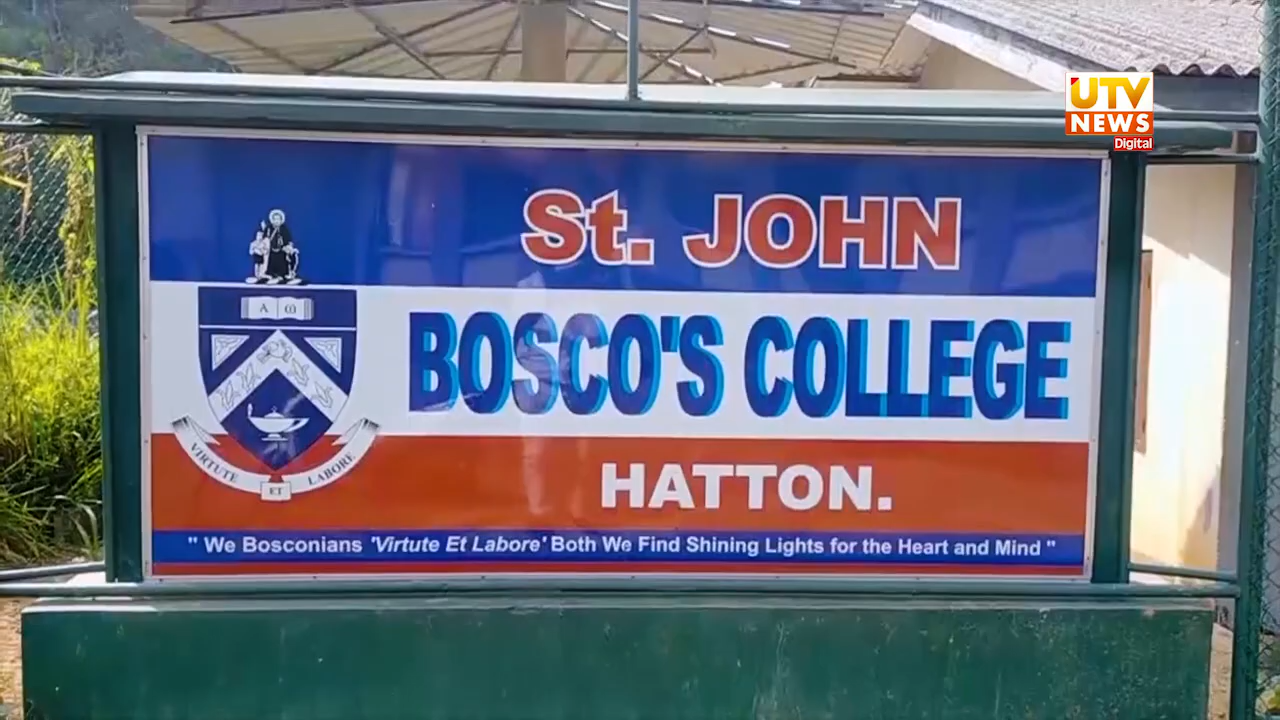 UTV
NEWS
Digital
St. JOHN
Α ω
BOSCO'S COLLEGE
VIRTUTE ET LABORE
HATTON.
" We Bosconians 'Virtute Et Labore' Both We Find Shining Lights for the Heart and Mind "